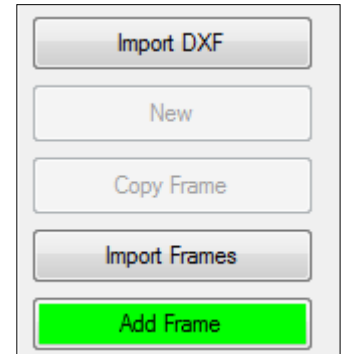 Import DXF
New
Copy Frame
Import Frames
Add Frame